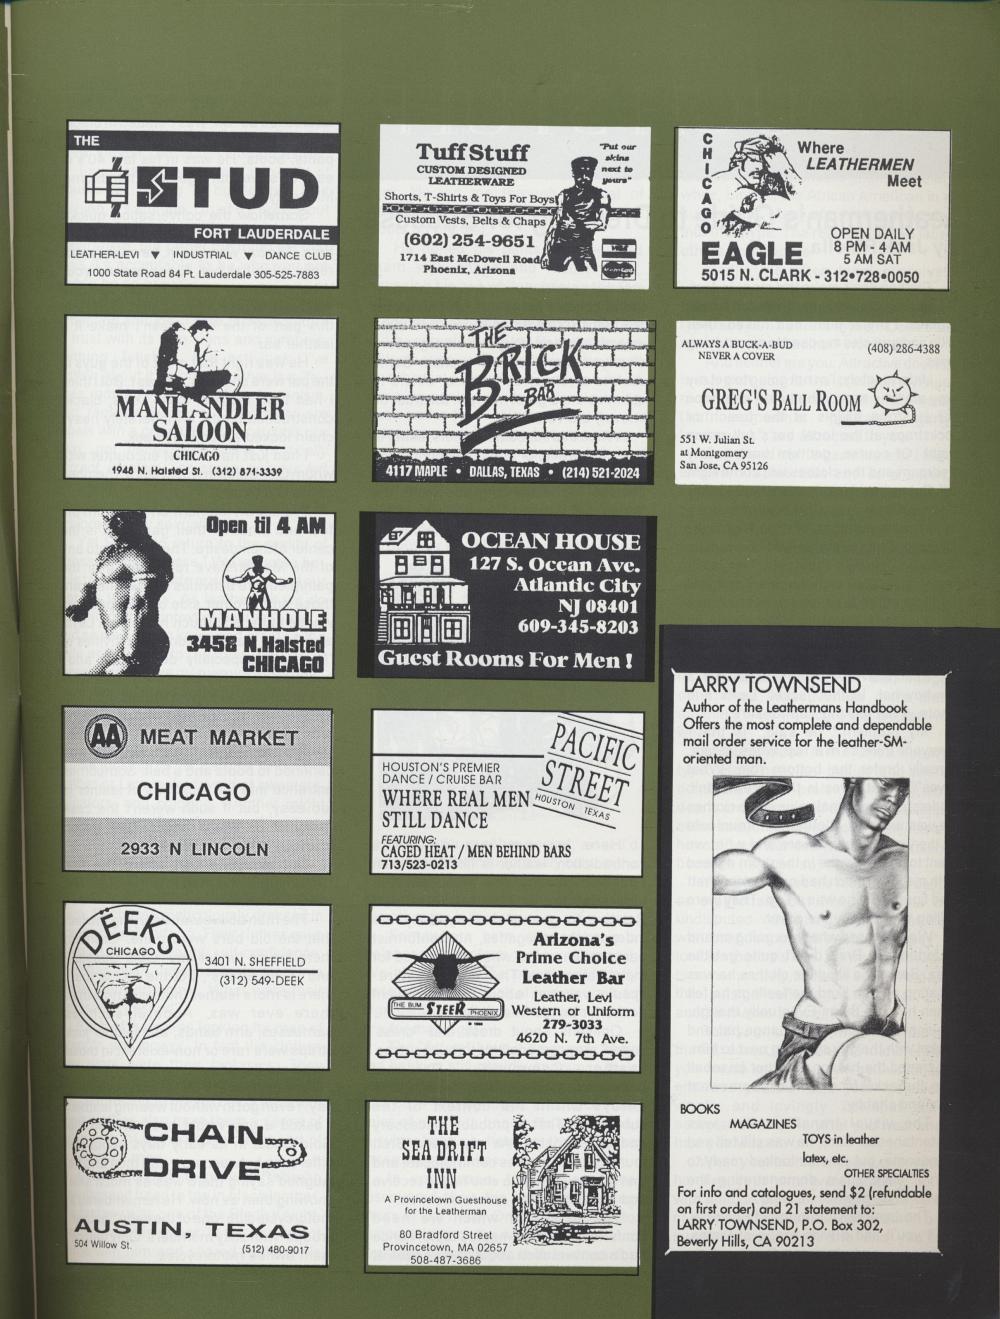 THE
STUD
FORT LAUDERDALE
LEATHER-LEVI ▼ INDUSTRIAL ▼ DANCE CLUB
1000 State Road 84 Ft. Lauderdale 305-525-7883
TuffStuff
CUSTOM DESIGNED
LEATHERWARE
Shorts, T-Shirts & Toys For Boys!
Custom Vests, Belts & Chaps
(602) 254-9651
1714 East McDowell Road
Phoenix, Arizona
"Put our
skins
next to
yours"
VISA
MasterCard
CHICAGO
EAGLE
Where
LEATHERMEN
Meet
OPEN DAILY
8 PM - 4 AM
5 AM SAT
5015 N. CLARK - 312•728•0050
MANHANDLER
SALOON
CHICAGO
1948 N. Halsted St. (312) 871-3339
THE
BRICK
BAR
4117 MAPLE • DALLAS, TEXAS • (214) 521-2024
ALWAYS A BUCK-A-BUD
NEVER A COVER
(408) 286-4388
GREG'S BALL ROOM
551 W. Julian St.
at Montgomery
San Jose, CA 95126
Open til 4 AM
MANHOLE
3458 N.Halsted
CHICAGO
OCEAN HOUSE
127 S. Ocean Ave.
Atlantic City
NJ 08401
609-345-8203
Guest Rooms For Men !
AA MEAT MARKET
CHICAGO
2933 N LINCOLN
HOUSTON'S PREMIER
DANCE / CRUISE BAR
WHERE REAL MEN
STILL DANCE
FEATURING:
CAGED HEAT / MEN BEHIND BARS
713/523-0213
PACIFIC
STREET
HOUSTON TEXAS
DËEKS
CHICAGO
3401 N. SHEFFIELD
(312) 549-DEEK
THE BUM STEER PHOENIX
Arizona's
Prime Choice
Leather Bar
Leather, Levi
Western or Uniform
279-3033
4620 N. 7th Ave.
CHAIN
DRIVE
AUSTIN, TEXAS
504 Willow St.
(512) 480-9017
THE
SEA DRIFT
INN
A Provincetown Guesthouse
for the Leatherman
80 Bradford Street
Provincetown, MA 02657
508-487-3686
LARRY TOWNSEND
Author of the Leathermans Handbook
Offers the most complete and dependable
mail order service for the leather-SM-
oriented man.
BOOKS
MAGAZINES
TOYS in leather
latex, etc.
OTHER SPECIALTIES
For info and catalogues, send $2 (refundable
on first order) and 21 statement to:
LARRY TOWNSEND, P.O. Box 302,
Beverly Hills, CA 90213